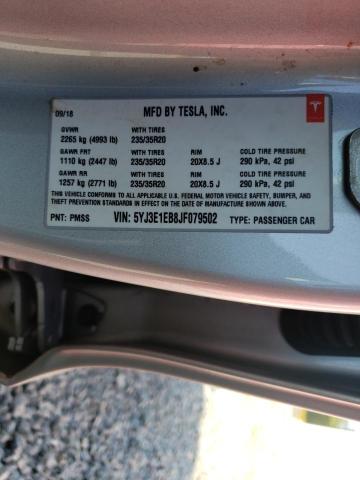 09/18 MFD BY TESLA, INC.
GVWR WITH TIRES
2265 kg (4993 lb) 235/35R20
GAWR FRT WITH TIRES RIM COLD TIRE PRESSURE
1110 kg (2447 lb) 235/35R20 20X8.5 J 290 kPa, 42 psi
GAWR RR WITH TIRES RIM COLD TIRE PRESSURE
1257 kg (2771 lb) 235/35R20 20X8.5 J 290 kPa, 42 psi
THIS VEHICLE CONFORMS TO ALL APPLICABLE U.S. FEDERAL MOTOR VEHICLE SAFETY, BUMPER, AND
THEFT PREVENTION STANDARDS IN EFFECT ON THE DATE OF MANUFACTURE SHOWN ABOVE.
PNT: PMSS VIN: 5YJ3E1EB8JF079502 TYPE: PASSENGER CAR